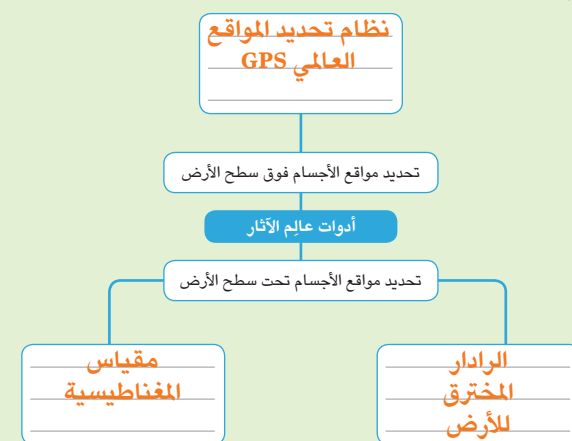 نظام تحديد المواقع
العالمي GPS
تحديد مواقع الأجسام فوق سطح الأرض
أدوات عالِم الآثار
تحديد مواقع الأجسام تحت سطح الأرض
الرادار
المخترق
للأرض
مقياس
المغناطيسية